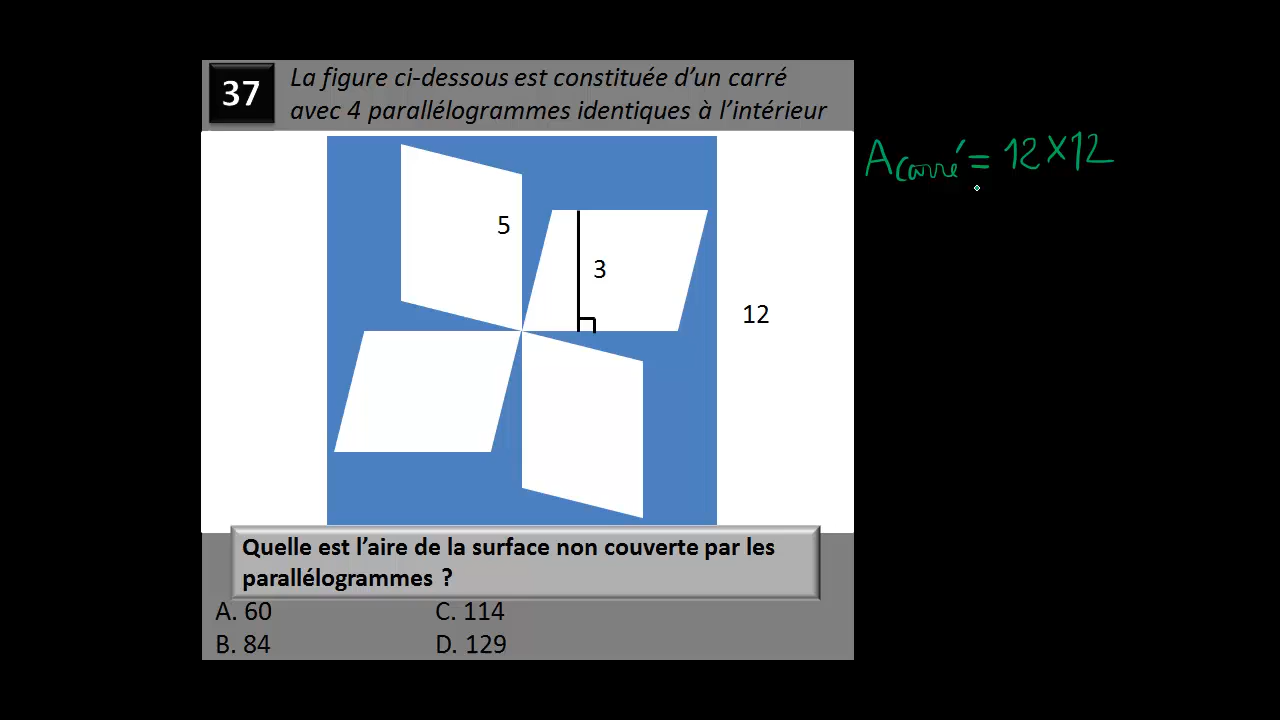 37
La figure ci-dessous est constituée d'un carré
avec 4 parallélogrammes identiques à l'intérieur
A carré = 12 X 12
5
3
12
Quelle est l'aire de la surface non couverte par les
parallélogrammes ?
A. 60
C. 114
B. 84
D. 129